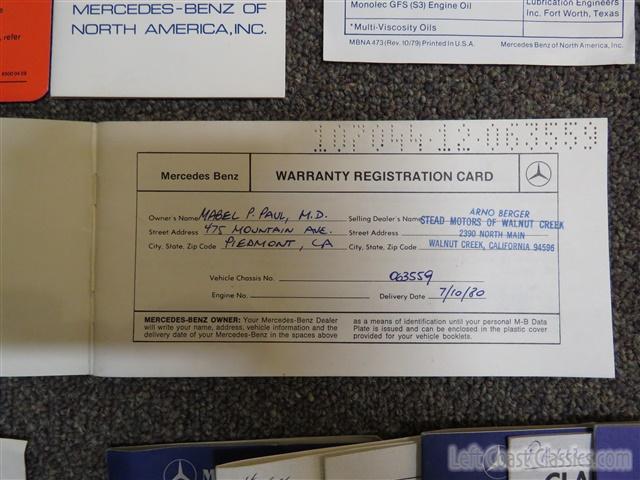 Monolec GFS (S3) Engine Oil
Lubrication Engineers
Inc. Fort Worth, Texas
*Multi-Viscosity Oils
MBNA 473 (Rev. 10/79) Printed in U.S.A. Mercedes-Benz of North America, Inc.
, refer
6500 04 09
MERCEDES-BENZ OF
NORTH AMERICA, INC.
107044-12-063559
Mercedes Benz WARRANTY REGISTRATION CARD
ARNO BERGER
Owner's Name MABEL P. PAUL, M.D. Selling Dealer's Name STEAD MOTORS OF WALNUT CREEK
Street Address 475 MOUNTAIN AVE. Street Address 2390 NORTH MAIN
City, State, Zip Code PIEDMONT, CA City, State, Zip Code WALNUT CREEK, CALIFORNIA 94596
Vehicle Chassis No. 063559
Engine No. Delivery Date 7/10/80
MERCEDES-BENZ OWNER: Your Mercedes-Benz Dealer
will write your name, address, vehicle information and the
delivery date of your Mercedes-Benz in the spaces above
as a means of identification until your personal M-B Data
Plate is issued and can be enclosed in the plastic cover
provided for your vehicle booklets.
M
CLA
LeftCoastClassics.com